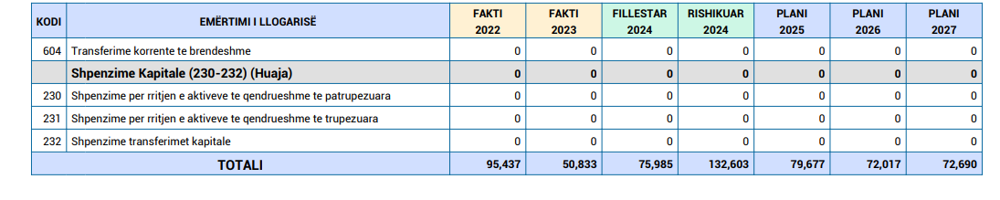 KODI EMËRTIMI I LLOGARISË FAKTI 2022 FAKTI 2023 FILLESTAR 2024 RISHIKUAR 2024 PLANI 2025 PLANI 2026 PLANI 2027
604 Transferime korrente te brendeshme 0 0 0 0 0 0 0
Shpenzime Kapitale (230-232) (Huaja) 0 0 0 0 0 0 0
230 Shpenzime per rritjen e aktiveve te qendrueshme te patrupezuara 0 0 0 0 0 0 0
231 Shpenzime per rritjen e aktiveve te qendrueshme te trupezuara 0 0 0 0 0 0 0
232 Shpenzime transferimet kapitale 0 0 0 0 0 0 0
TOTALI 95,437 50,833 75,985 132,603 79,677 72,017 72,690